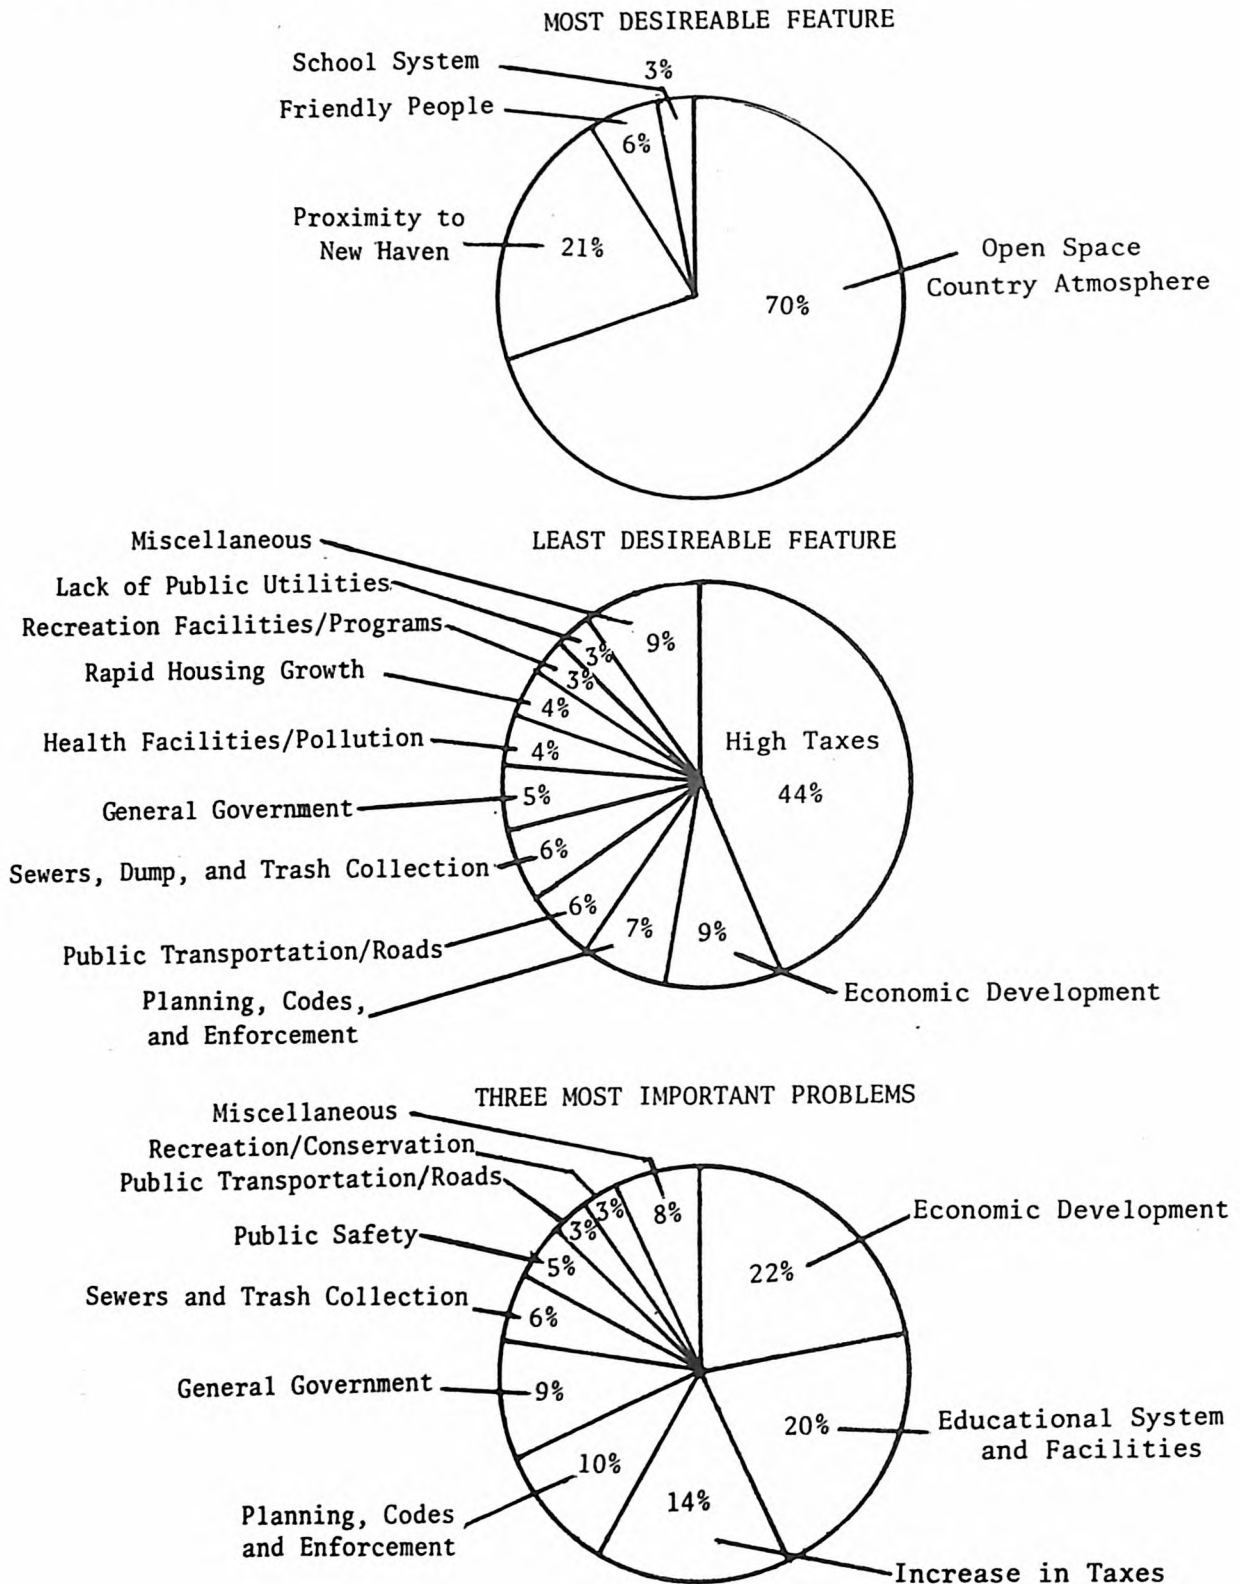 MOST DESIREABLE FEATURE
School System
3%
Friendly People
6%
Proximity to
New Haven
21%
Open Space
Country Atmosphere
70%
LEAST DESIREABLE FEATURE
Miscellaneous
9%
Lack of Public Utilities
3%
Recreation Facilities/Programs
3%
Rapid Housing Growth
4%
Health Facilities/Pollution
4%
General Government
5%
Sewers, Dump, and Trash Collection
6%
Public Transportation/Roads
6%
Planning, Codes,
and Enforcement
7%
High Taxes
44%
9%
Economic Development
THREE MOST IMPORTANT PROBLEMS
Miscellaneous
8%
Recreation/Conservation
3%
Public Transportation/Roads
3%
Public Safety
5%
Sewers and Trash Collection
6%
General Government
9%
Planning, Codes
and Enforcement
10%
Economic Development
22%
Educational System
and Facilities
20%
14%
Increase in Taxes